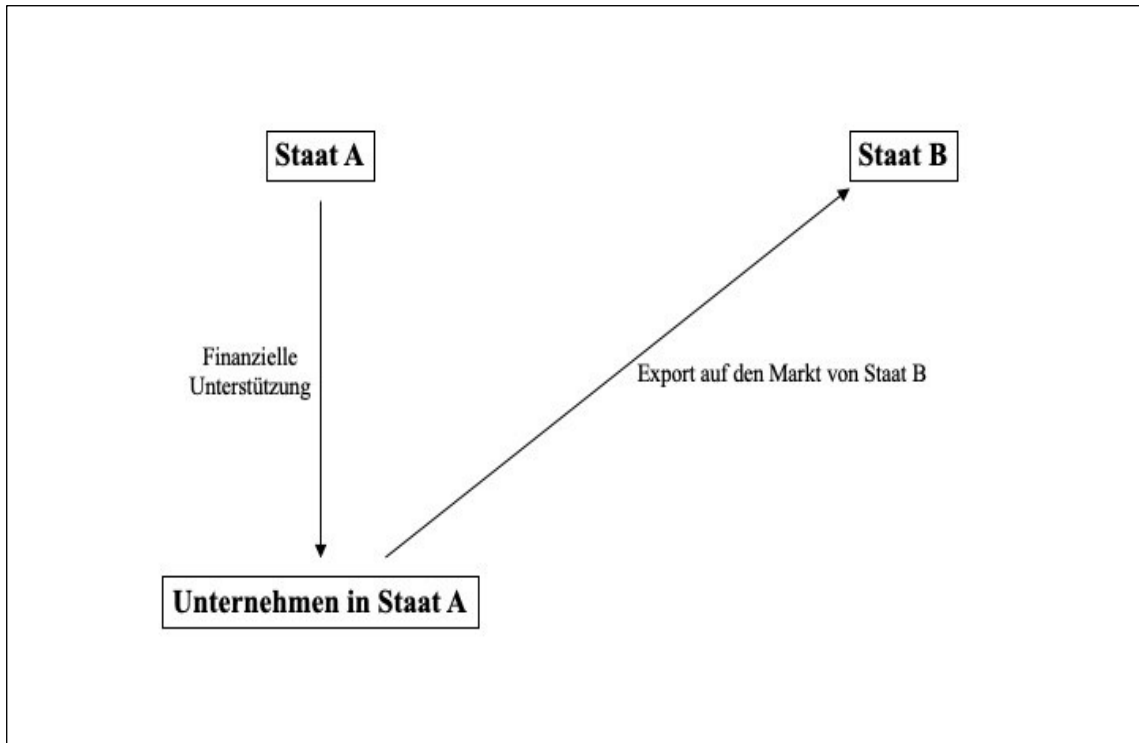 Staat A
Staat B
Finanzielle
Unterstützung
Export auf den Markt von Staat B
Unternehmen in Staat A